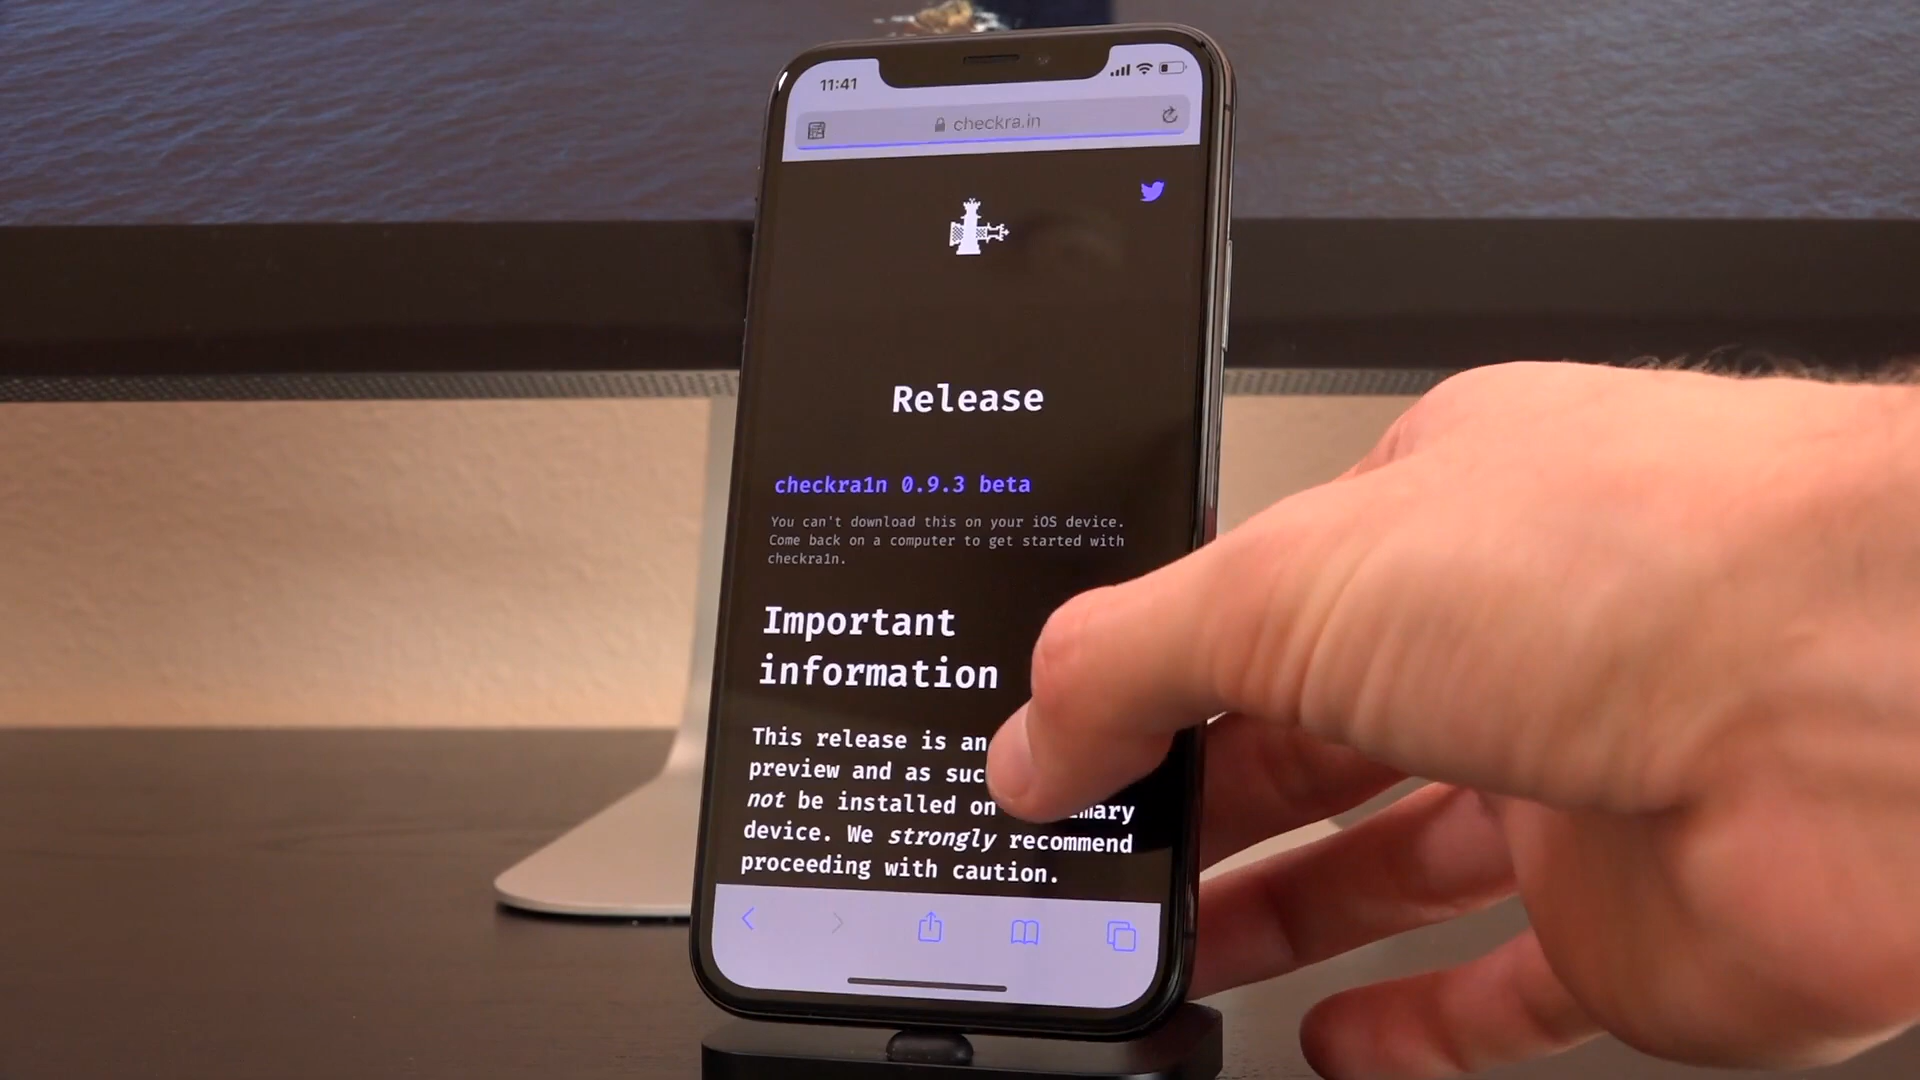 11:41
checkra.in
Release
checkra1n 0.9.3 beta
You can't download this on your iOS device.
Come back on a computer to get started with
checkra1n.
Important
information
This release is an
preview and as
not be installed on
device. We strongly recommend
proceeding with caution.